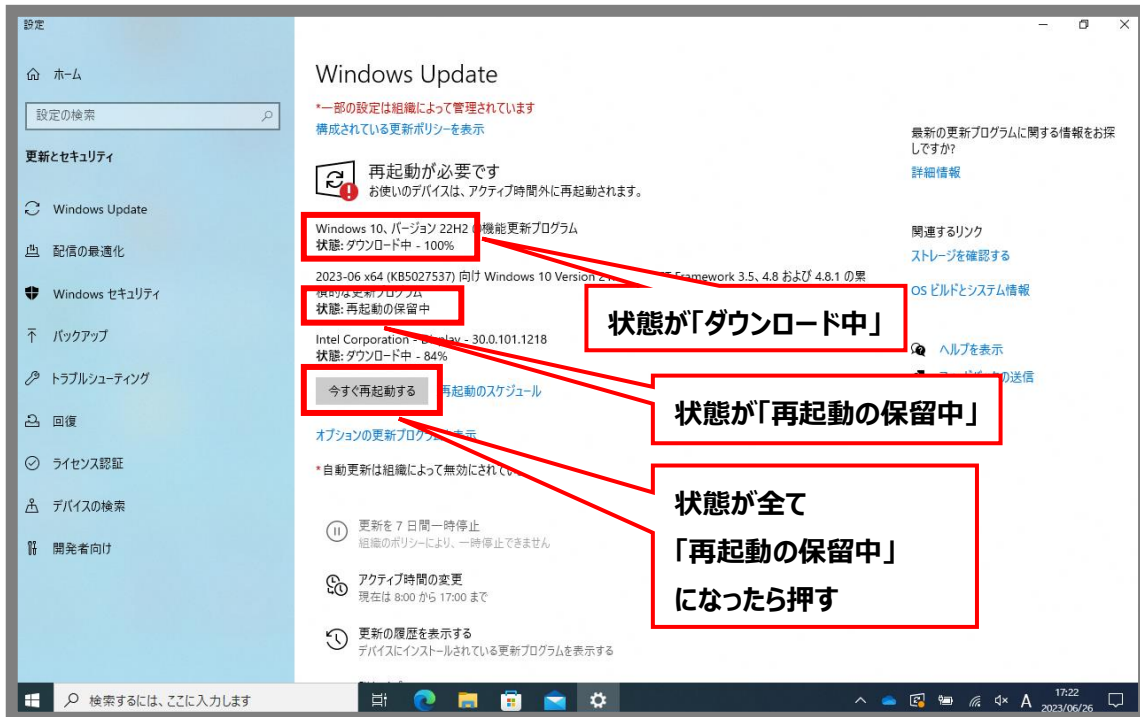 設定
ホーム
設定の検索
更新とセキュリティ
Windows Update
配信の最適化
Windows セキュリティ
バックアップ
トラブルシューティング
回復
ライセンス認証
デバイスの検索
開発者向け
Windows Update
*一部の設定は組織によって管理されています
構成されている更新ポリシーを表示
再起動が必要です
お使いのデバイスは、アクティブ時間外に再起動されます。
Windows 10、バージョン 22H2 の機能更新プログラム
状態: ダウンロード中 - 100%
2023-06 x64 (KB5027537) 向け Windows 10 Version Framework 3.5、4.8 および 4.8.1 の累
積的な更新プログラム
状態: 再起動の保留中
Intel Corporation - Display - 30.0.101.1218
状態: ダウンロード中 - 84%
今すぐ再起動する
再起動のスケジュール
オプションの更新プログラムを表示
*自動更新は組織によって無効にされて
更新を 7 日間一時停止
組織のポリシーにより、一時停止できません
アクティブ時間の変更
現在は 8:00 から 17:00 まで
更新の履歴を表示する
デバイスにインストールされている更新プログラムを表示する
最新の更新プログラムに関する情報をお探
しですか?
詳細情報
関連するリンク
ストレージを確認する
OS ビルドとシステム情報
ヘルプを表示
の送信
状態が「ダウンロード中」
状態が「再起動の保留中」
状態が全て
「再起動の保留中」
になったら押す
検索するには、ここに入力します
A
17:22
2023/06/26